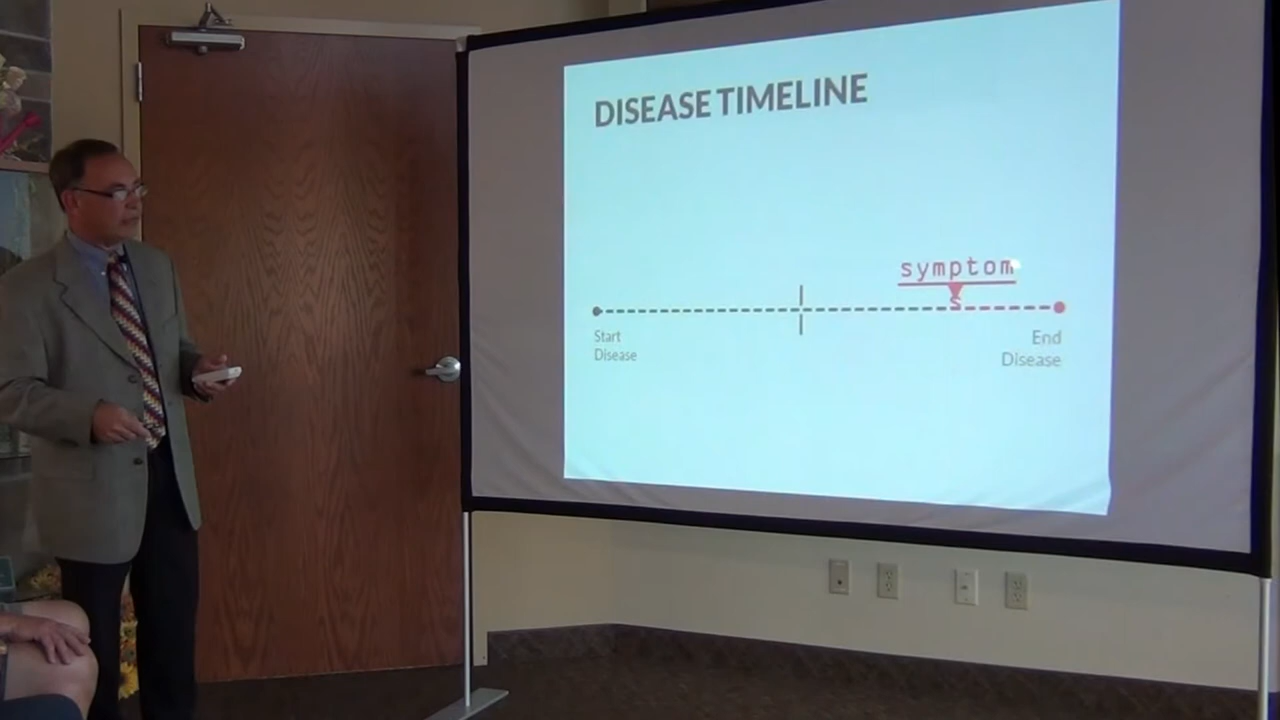 DISEASE TIMELINE
symptom
s
Start
Disease
End
Disease